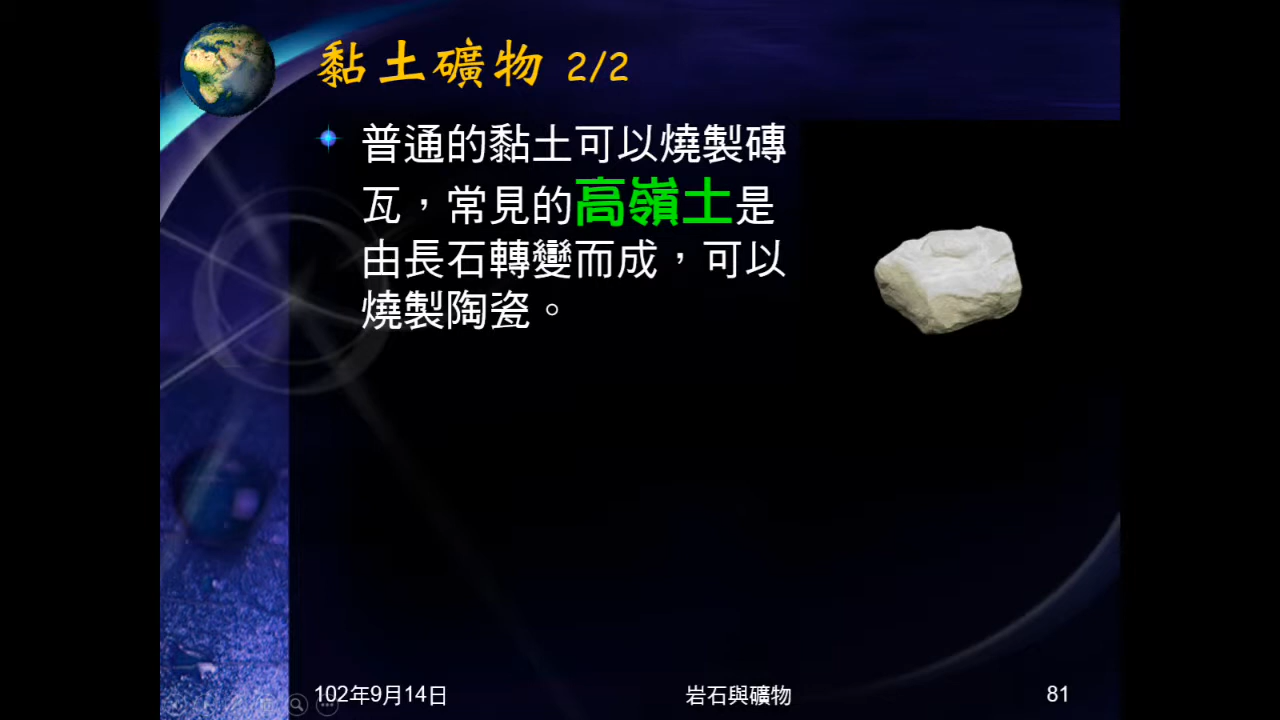 黏土礦物 2/2
普通的黏土可以燒製磚
瓦，常見的高嶺土是
由長石轉變而成，可以
燒製陶瓷。
102年9月14日
岩石與礦物
81